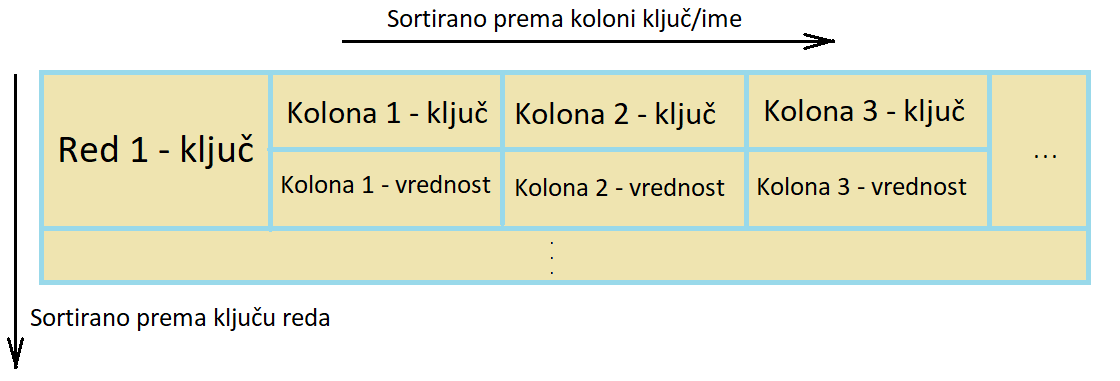 Sortirano prema koloni ključ/ime
Red 1 - ključ
Kolona 1 - ključ
Kolona 2 - ključ
Kolona 3 - ključ
...
Kolona 1 - vrednost
Kolona 2 - vrednost
Kolona 3 - vrednost
...
Sortirano prema ključu reda